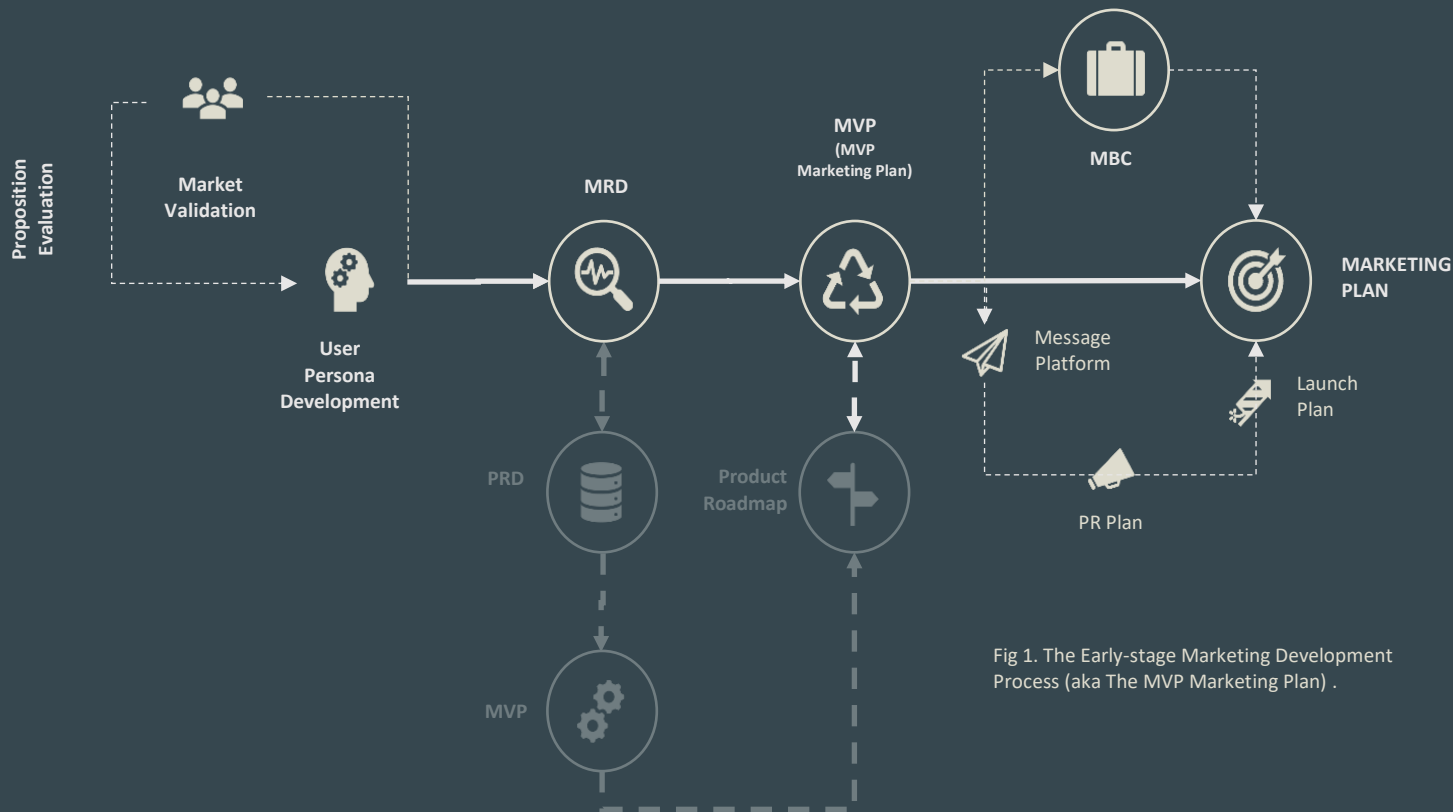 Proposition
Evaluation
Market
Validation
User
Persona
Development
MRD
MVP
(MVP
Marketing Plan)
MBC
MARKETING
PLAN
Message
Platform
Launch
Plan
PR Plan
PRD
Product
Roadmap
MVP
Fig 1. The Early-stage Marketing Development
Process (aka The MVP Marketing Plan) .